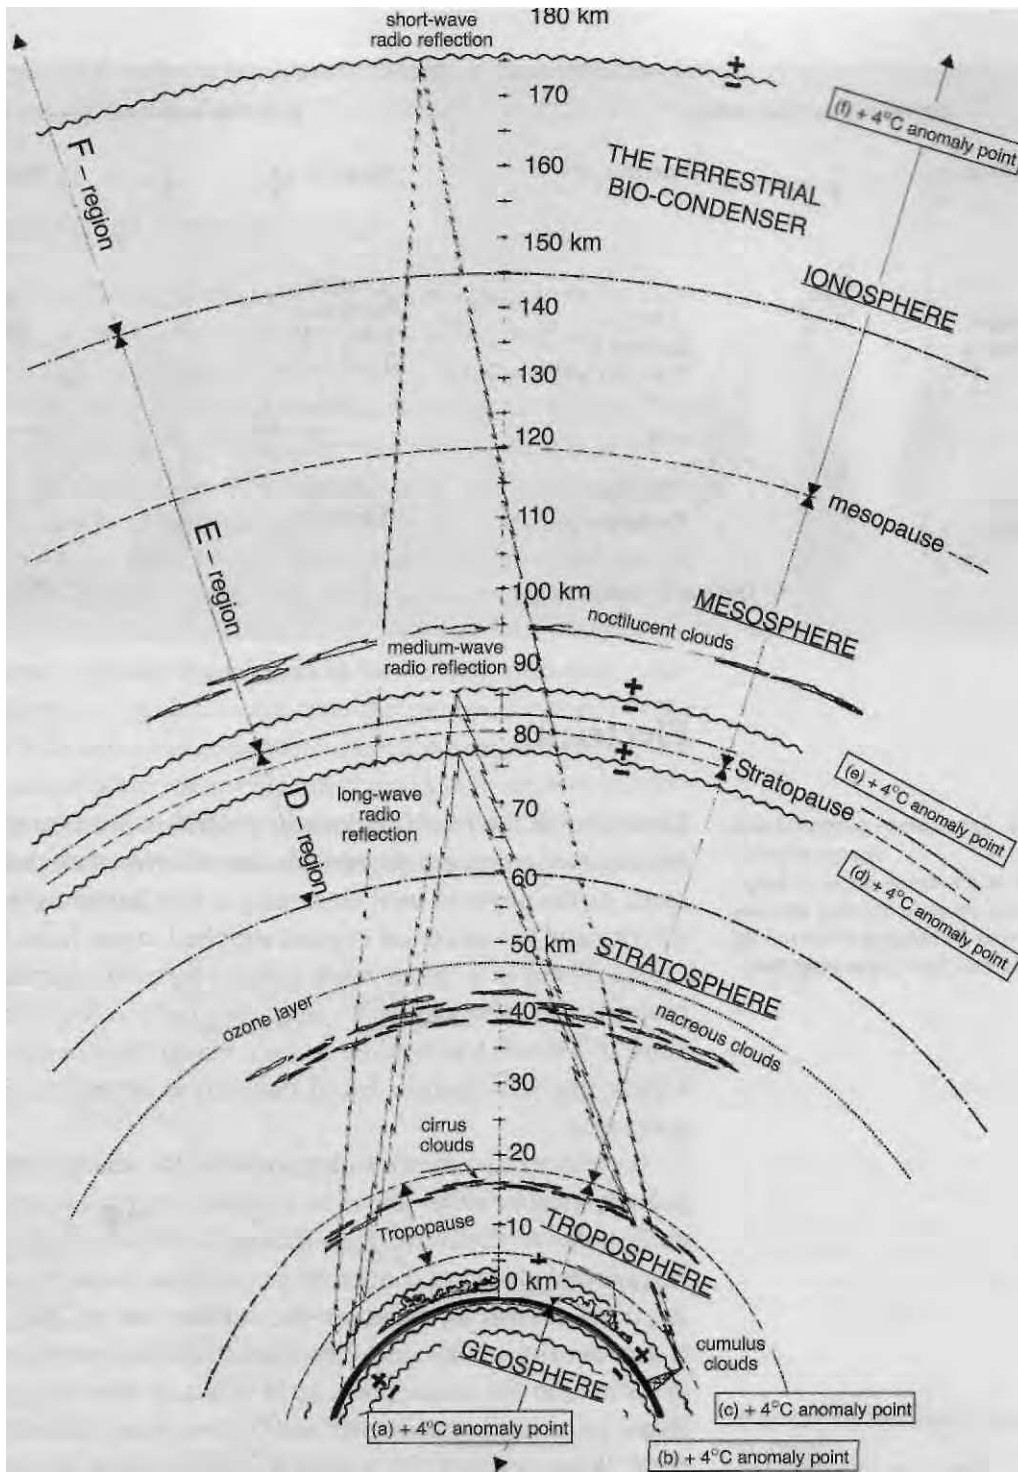 short-wave
radio reflection
180 km
170
(f) + 4°C anomaly point
F – region
160
THE TERRESTRIAL
BIO-CONDENSER
150 km
IONOSPHERE
140
130
120
mesopause
110
E – region
100 km
MESOSPHERE
noctilucent clouds
medium-wave
radio reflection
90
80
Stratopause
(e) + 4°C anomaly point
long-wave
radio
reflection
D – region
70
(d) + 4°C anomaly point
60
50 km
STRATOSPHERE
ozone layer
nacreous clouds
40
30
cirrus
clouds
20
Tropopause
10
TROPOSPHERE
0 km
GEOSPHERE
cumulus
clouds
(c) + 4°C anomaly point
(a) + 4°C anomaly point
(b) + 4°C anomaly point